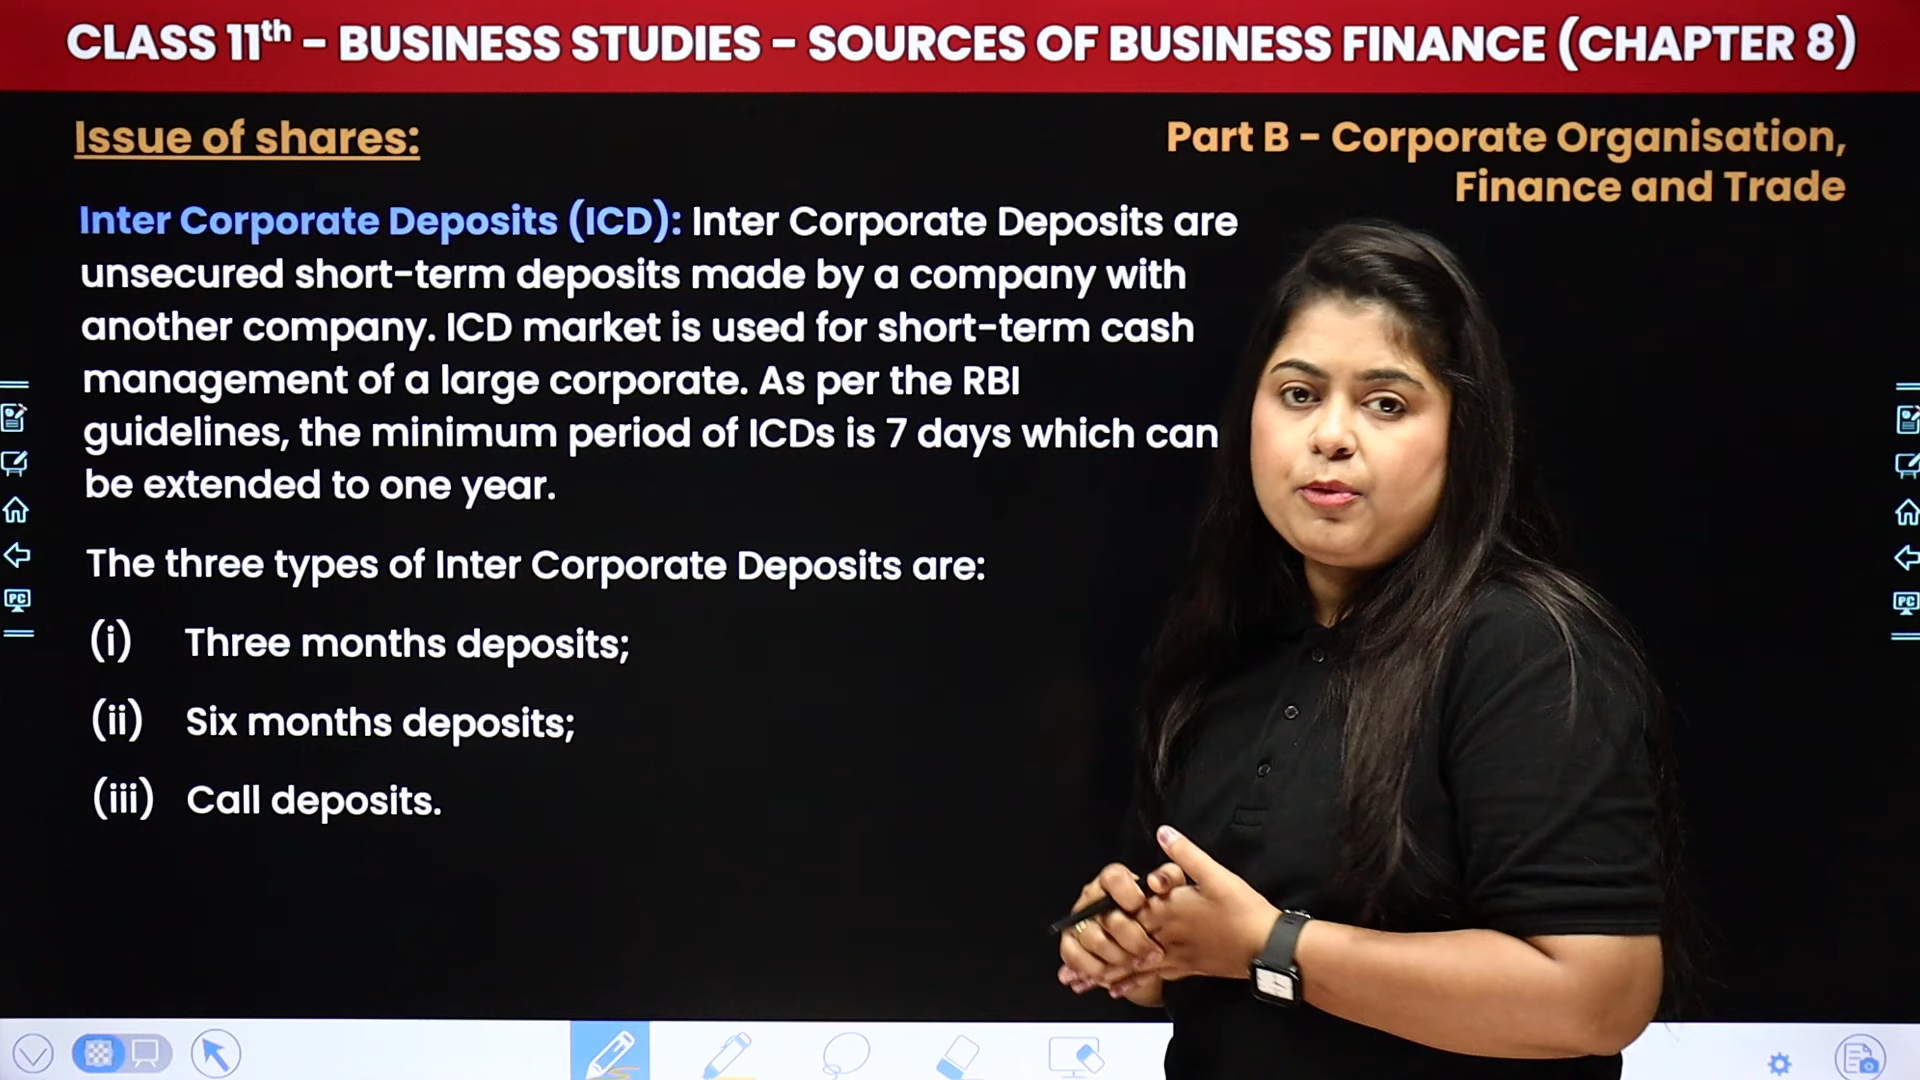 CLASS 11th - BUSINESS STUDIES - SOURCES OF BUSINESS FINANCE (CHAPTER 8)
Issue of shares:
Part B - Corporate Organisation,
Finance and Trade
Inter Corporate Deposits (ICD): Inter Corporate Deposits are
unsecured short-term deposits made by a company with
another company. ICD market is used for short-term cash
management of a large corporate. As per the RBI
guidelines, the minimum period of ICDs is 7 days which can
be extended to one year.
The three types of Inter Corporate Deposits are:
(i) Three months deposits;
(ii) Six months deposits;
(iii) Call deposits.
PC
PC